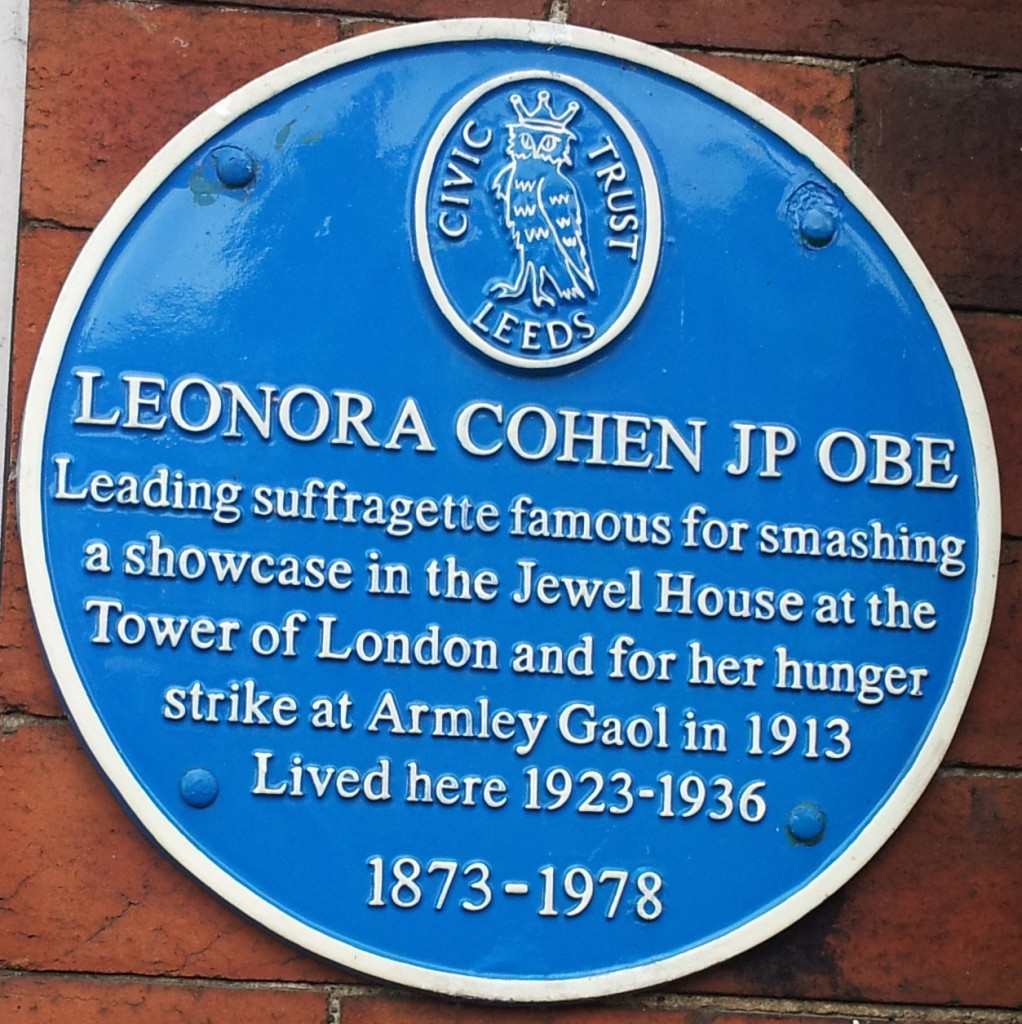 CIVIC TRUST
LEEDS
LEONORA COHEN JP OBE
Leading suffragette famous for smashing
a showcase in the Jewel House at the
Tower of London and for her hunger
strike at Armley Gaol in 1913
Lived here 1923-1936
1873-1978